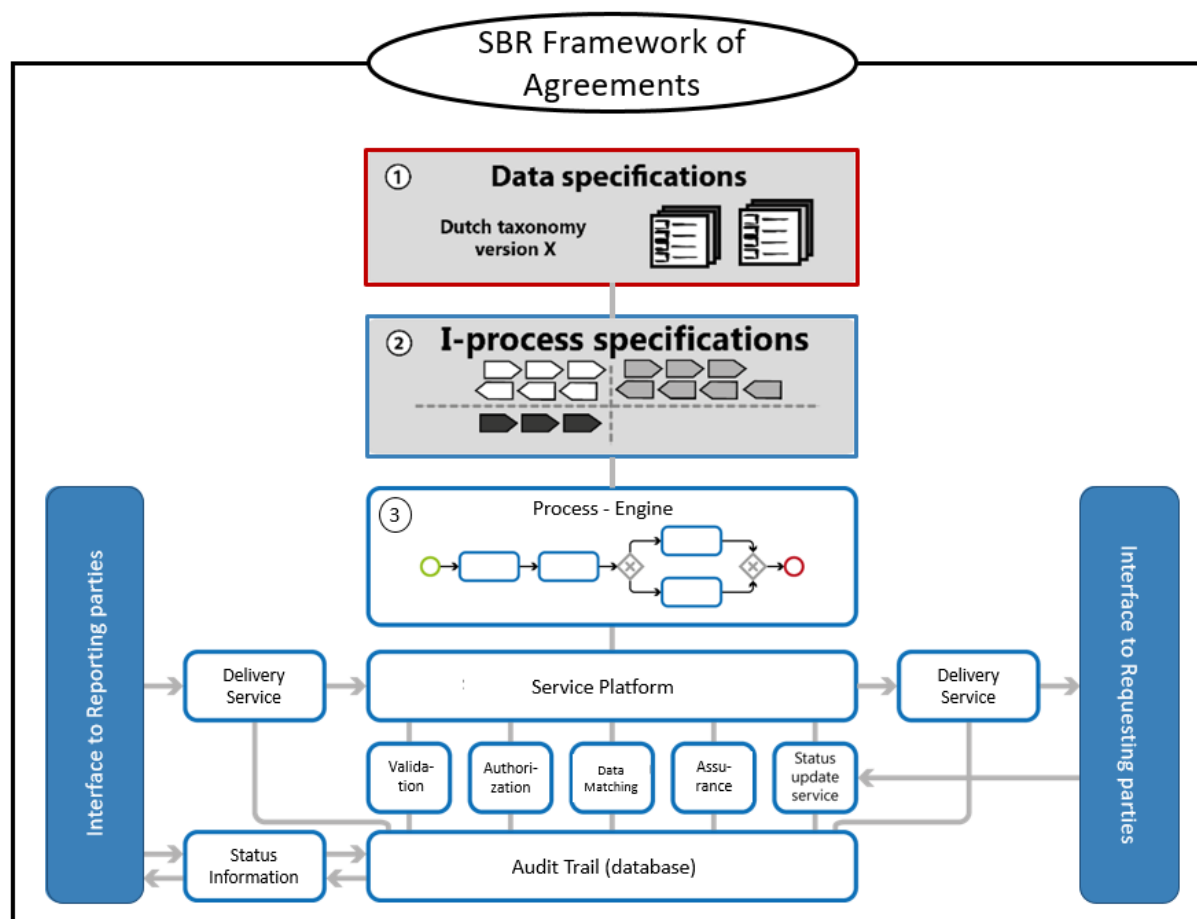 SBR Framework of
Agreements
1
Data specifications
Dutch taxonomy
version X
2
I-process specifications
3
Process - Engine
Interface to Reporting parties
Interface to Requesting parties
Delivery
Service
Service Platform
Delivery
Service
Valida-
tion
Authori-
zation
Data
Matching
Assu-
rance
Status
update
service
Status
Information
Audit Trail (database)